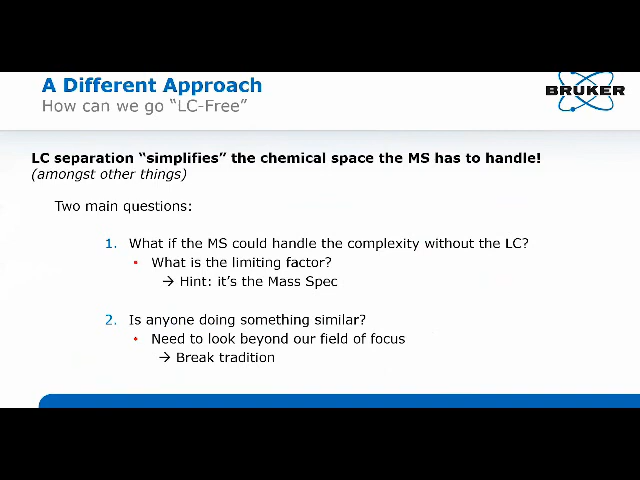 A Different Approach
How can we go “LC-Free”
BRUKER
LC separation “simplifies” the chemical space the MS has to handle!
(amongst other things)
Two main questions:
1. What if the MS could handle the complexity without the LC?
• What is the limiting factor?
→ Hint: it’s the Mass Spec
2. Is anyone doing something similar?
• Need to look beyond our field of focus
→ Break tradition